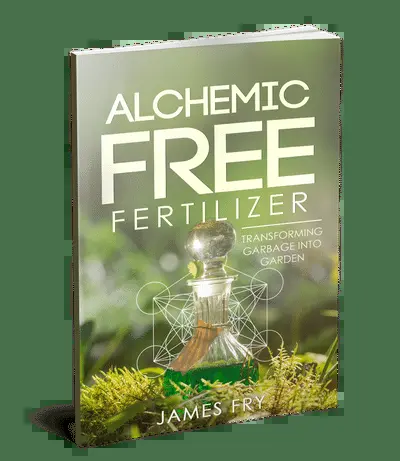 ALCHEMIC
FREE
FERTILIZER
TRANSFORMING
GARBAGE INTO
GARDEN
JAMES FRY